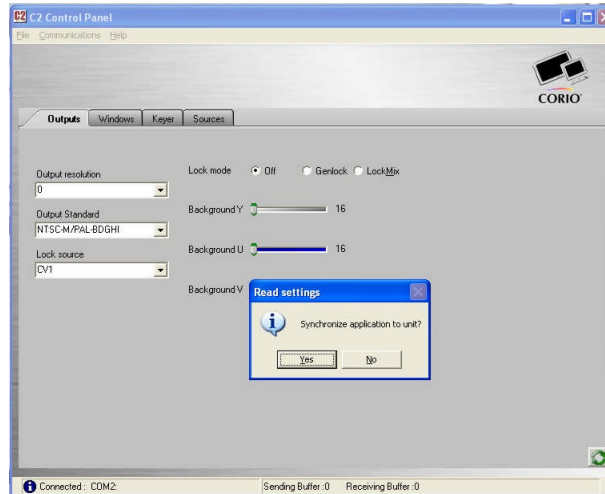 C2 C2 Control Panel
File Communications Help
CORIO
Outputs Windows Keyer Sources
Output resolution
0
Output Standard
NTSC-M/PAL-BDGHI
Lock source
CV1
Lock mode Off Genlock LockMix
Background Y 16
Background U 16
Background V
Read settings
Synchronize application to unit?
Yes No
Connected : COM2: Sending Buffer :0 Receiving Buffer :0